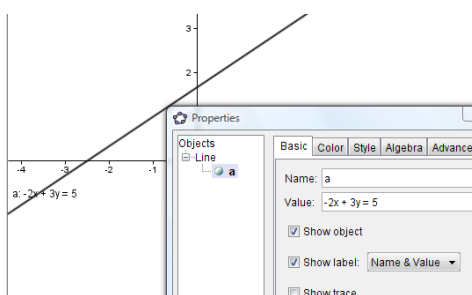 3
2
Properties
Objects
Line
a
Basic Color Style Algebra Advance
Name: a
Value: -2x + 3y = 5
Show object
Show label: Name & Value
Show trace
-4 -3 -2 -1
a: -2x + 3y = 5